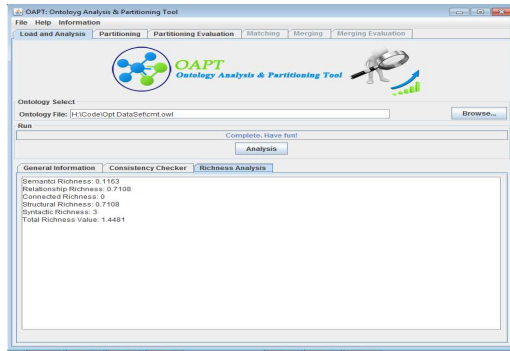 OAPT: Ontoloyg Analysis & Partitioning Tool
File Help Information
Load and Analysis Partitioning Partitioning Evaluation Matching Merging Merging Evaluation
OAPT
Ontology Analysis & Partitioning Tool
Ontology Select
Ontology File: H:\Code\Opt DataSet\cmt.owl Browse...
Run
Complete. Have fun!
Analysis
General Information Consistency Checker Richness Analysis
Semantci Richness: 0.1163
Relationship Richness: 0.7108
Connected Richness: 0
Structural Richness: 0.7108
Syntactic Richness: 3
Total Richness Value: 1.4481